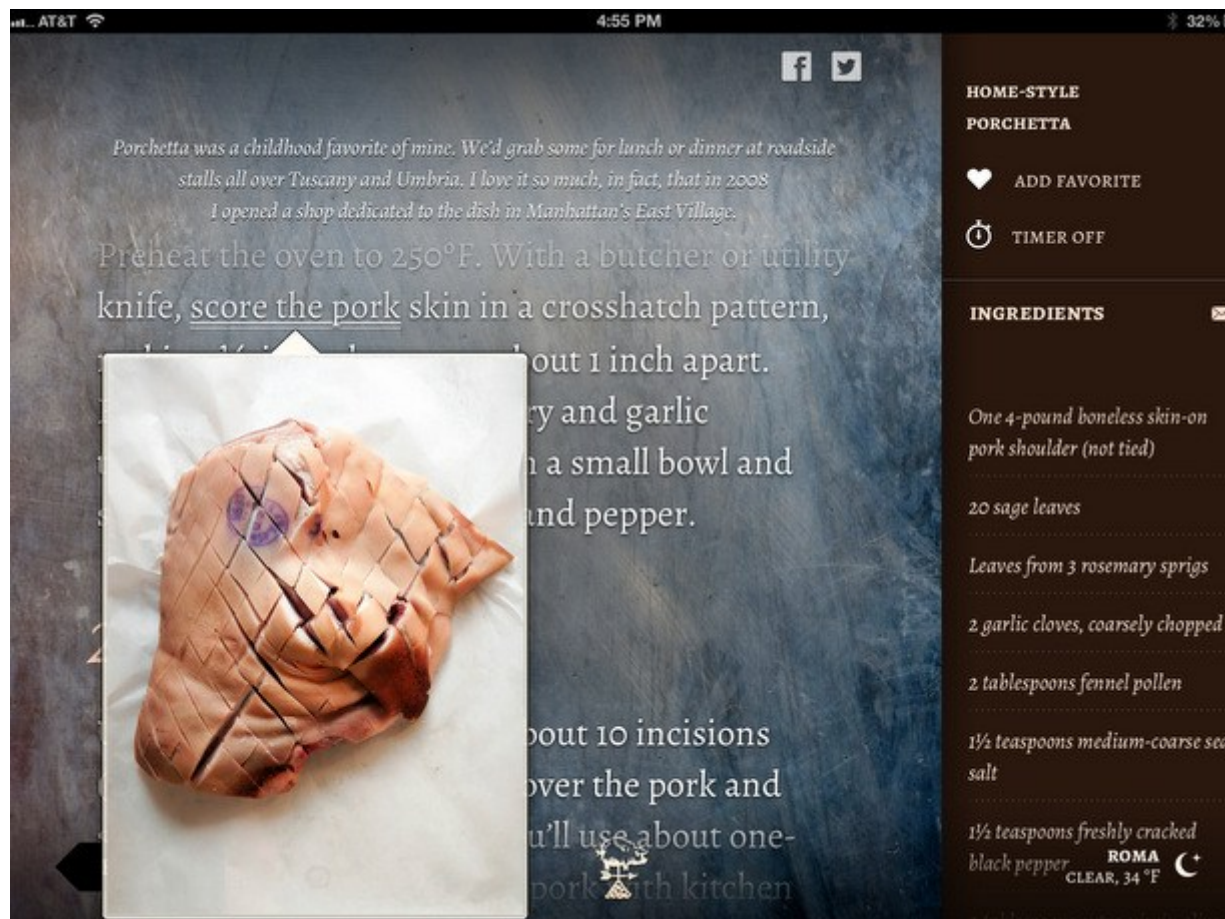 AT&T
4:55 PM
32%
HOME-STYLE
PORCHETTA
ADD FAVORITE
TIMER OFF
Porchetta was a childhood favorite of mine. We'd grab some for lunch or dinner at roadside
stalls all over Tuscany and Umbria. I love it so much, in fact, that in 2008
I opened a shop dedicated to the dish in Manhattan's East Village.
Preheat the oven to 250°F. With a butcher or utility
knife, score the pork skin in a crosshatch pattern,
out 1 inch apart.
and garlic
a small bowl and
and pepper.
2
out 10 incisions
over the pork and
u'll use about one-
pork with kitchen
INGREDIENTS
One 4-pound boneless skin-on
pork shoulder (not tied)
20 sage leaves
Leaves from 3 rosemary sprigs
2 garlic cloves, coarsely chopped
2 tablespoons fennel pollen
1½ teaspoons medium-coarse sea
salt
1½ teaspoons freshly cracked
black pepper
ROMA
CLEAR, 34 °F